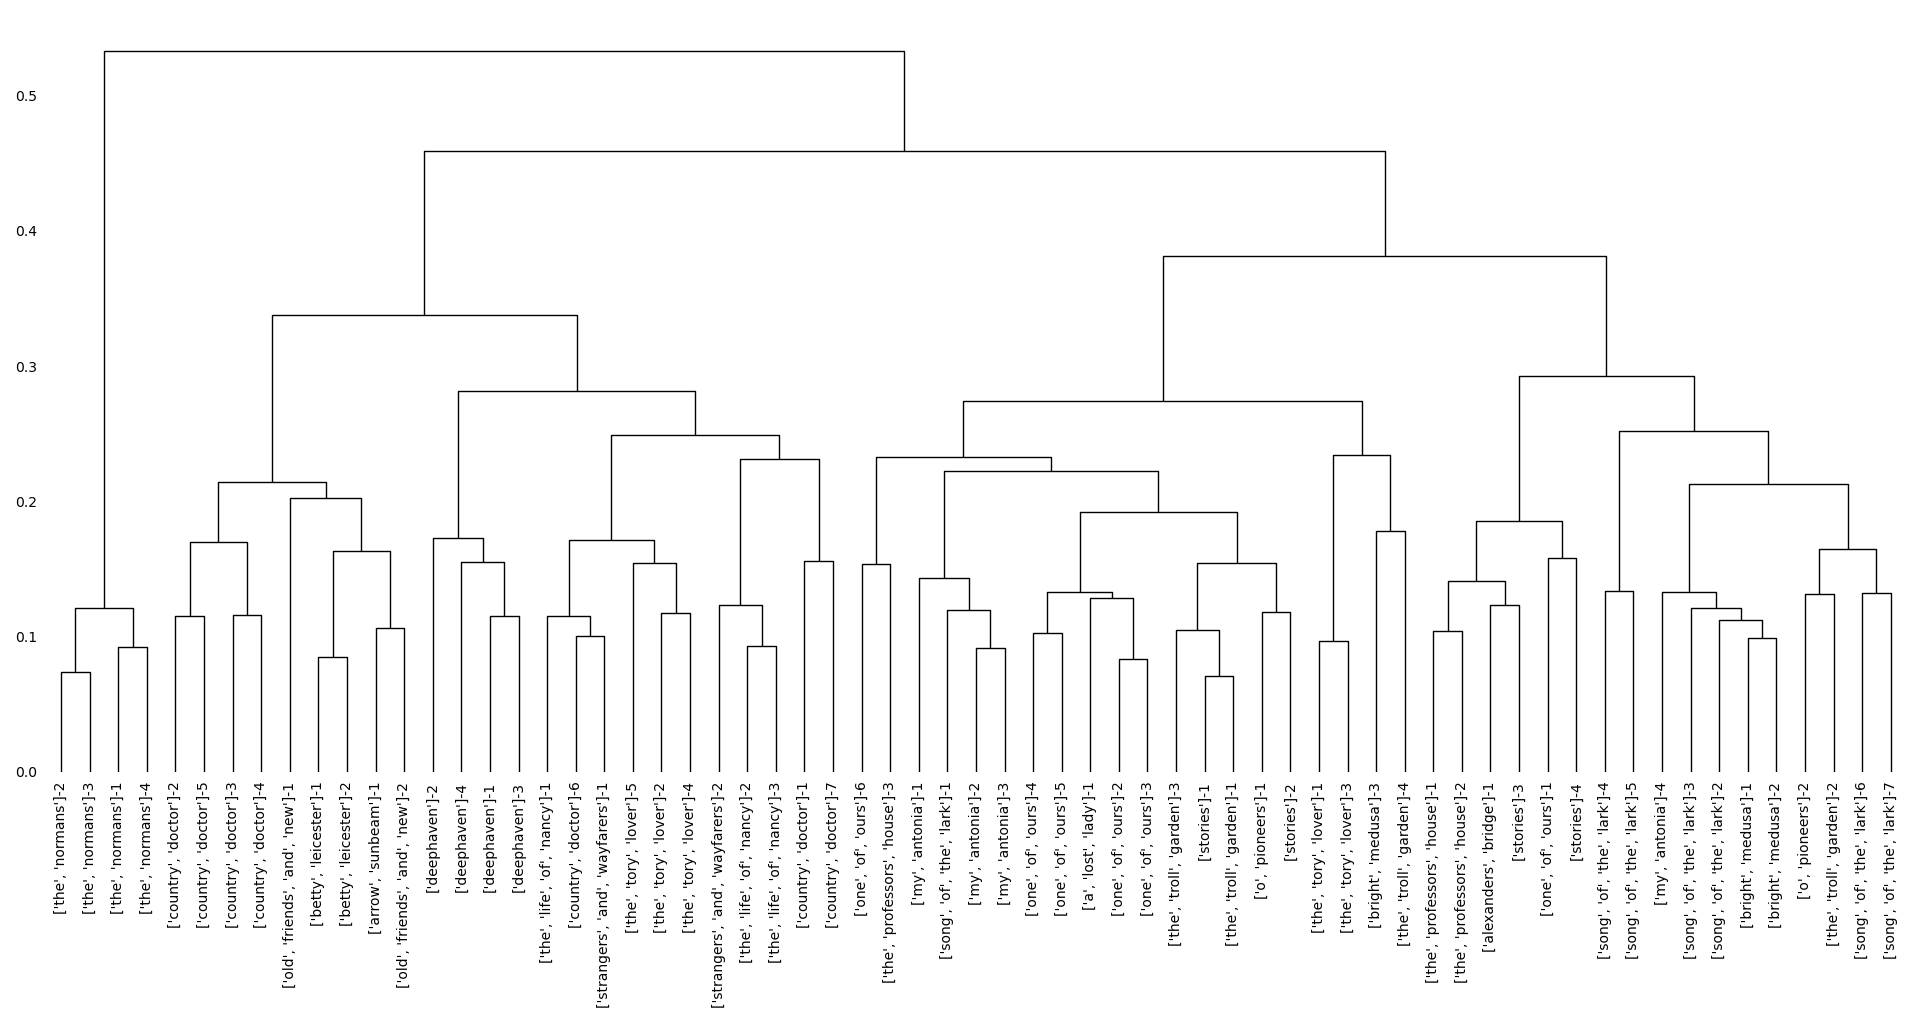 0.5
0.4
0.3
0.2
0.1
0.0
['the', 'normans']-2
['the', 'normans']-3
['the', 'normans']-1
['the', 'normans']-4
['country', 'doctor']-2
['country', 'doctor']-5
['country', 'doctor']-3
['country', 'doctor']-4
['old', 'friends', 'and', 'new']-1
['betty', 'leicester']-1
['betty', 'leicester']-2
['arrow', 'sunbeam']-1
['old', 'friends', 'and', 'new']-2
['deephaven']-2
['deephaven']-4
['deephaven']-1
['deephaven']-3
['the', 'life', 'of', 'nancy']-1
['country', 'doctor']-6
['strangers', 'and', 'wayfarers']-1
['the', 'tory', 'lover']-5
['the', 'tory', 'lover']-2
['the', 'tory', 'lover']-4
['strangers', 'and', 'wayfarers']-2
['the', 'life', 'of', 'nancy']-2
['the', 'life', 'of', 'nancy']-3
['country', 'doctor']-1
['country', 'doctor']-7
['one', 'of', 'ours']-6
['the', 'professors', 'house']-3
['my', 'antonia']-1
['song', 'of', 'the', 'lark']-1
['my', 'antonia']-2
['my', 'antonia']-3
['one', 'of', 'ours']-4
['one', 'of', 'ours']-5
['a', 'lost', 'lady']-1
['one', 'of', 'ours']-2
['one', 'of', 'ours']-3
['the', 'troll', 'garden']-3
['stories']-1
['the', 'troll', 'garden']-1
['o', 'pioneers']-1
['stories']-2
['the', 'tory', 'lover']-1
['the', 'tory', 'lover']-3
['bright', 'medusa']-3
['the', 'troll', 'garden']-4
['the', 'professors', 'house']-1
['the', 'professors', 'house']-2
['alexanders', 'bridge']-1
['stories']-3
['one', 'of', 'ours']-1
['stories']-4
['song', 'of', 'the', 'lark']-4
['song', 'of', 'the', 'lark']-5
['my', 'antonia']-4
['song', 'of', 'the', 'lark']-3
['song', 'of', 'the', 'lark']-2
['bright', 'medusa']-1
['bright', 'medusa']-2
['o', 'pioneers']-2
['the', 'troll', 'garden']-2
['song', 'of', 'the', 'lark']-6
['song', 'of', 'the', 'lark']-7